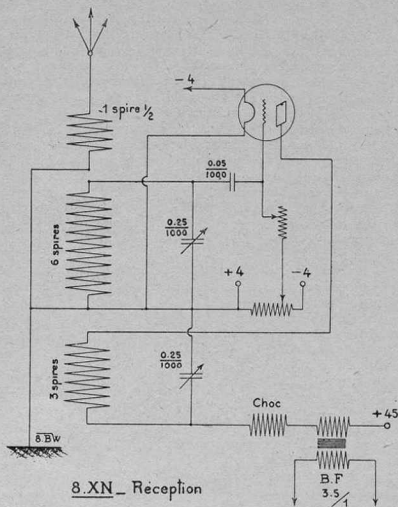 1 spire ½
-4
0.05
1000
6 spires
0.25
1000
+4
-4
3 spires
0.25
1000
Choc
+45
8.BW
B.F
3.5/1
8.XN_ Réception